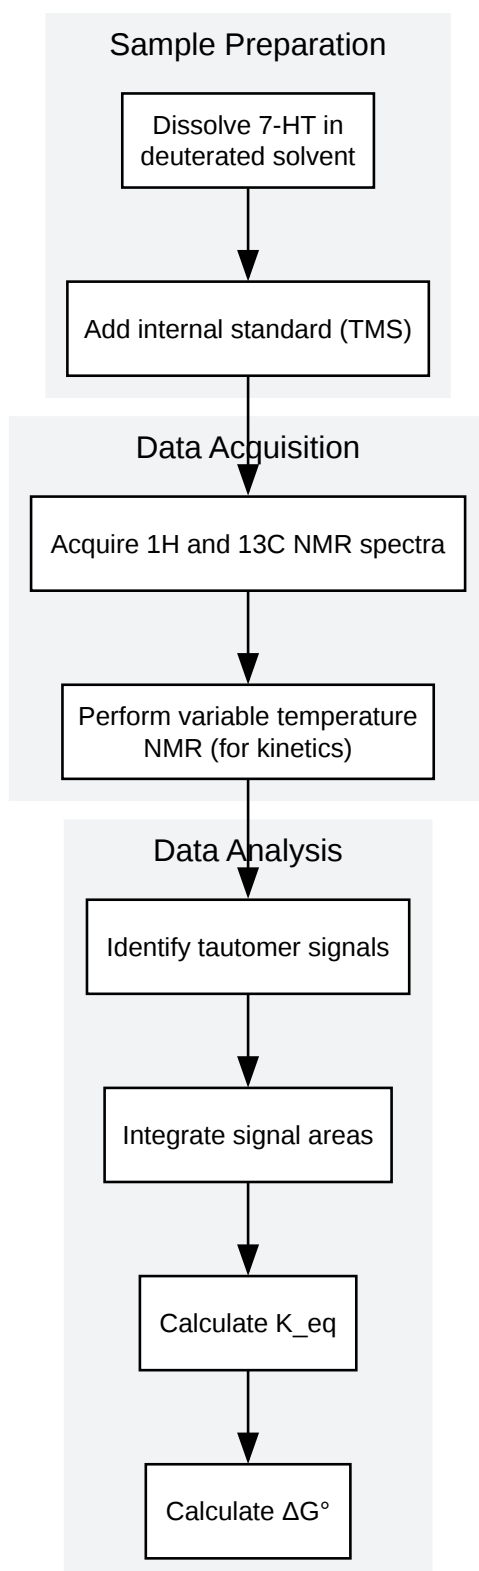 Sample Preparation
Dissolve 7-HT in
deuterated solvent
Add internal standard (TMS)
Data Acquisition
Acquire 1H and 13C NMR spectra
Perform variable temperature
NMR (for kinetics)
Data Analysis
Identify tautomer signals
Integrate signal areas
Calculate K_eq
Calculate ΔG°